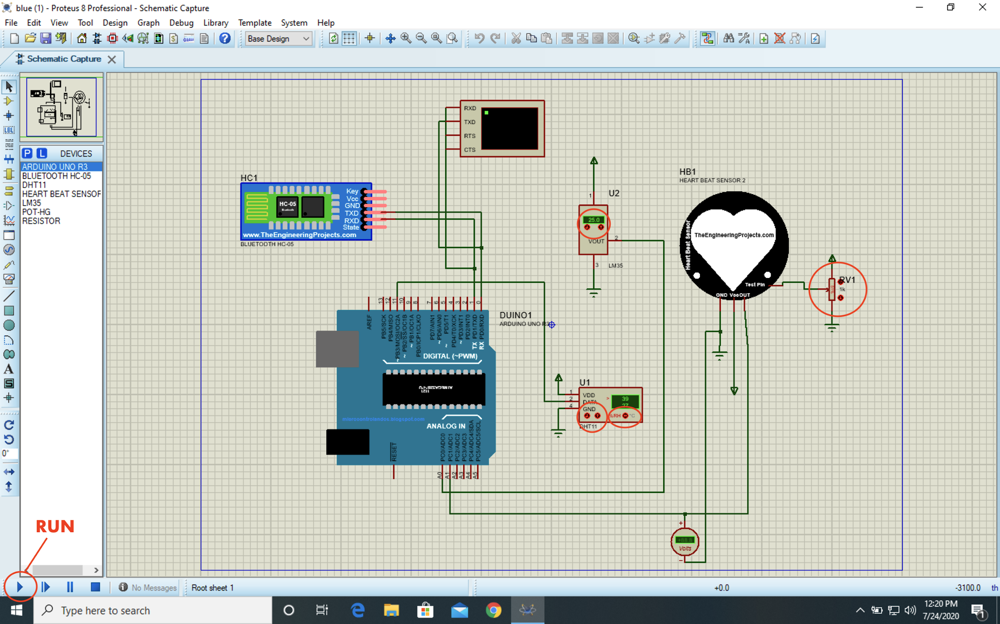 blue (1) - Proteus 8 Professional - Schematic Capture
File Edit View Tool Design Graph Debug Library Template System Help
Base Design
Schematic Capture
LBL
P L DEVICES
ARDUINO UNO R3
BLUETOOTH HC-05
DHT11
HEART BEAT SENSOF
LM35
POT-HG
RESISTOR
A
S
0°
RXD
TXD
RTS
CTS
HC1
HC-05
Bluetooth
Key
Vcc
GND
TXD
RXD
State
www.TheEngineeringProjects.com
BLUETOOTH HC-05
U2
1
25.0
VOUT
2
3
LM35
HB1
HEART BEAT SENSOR 2
Heart Beat Sensor
TheEngineeringProjects.com
Test Pin
GND Vcc OUT
RV1
1k
DUINO1
ARDUINO UNO R3
13 12 11 10 9 8 7 6 5 4 3 2 1 0
AREF
PB5/SCK
PB4/MISO
~PB3/MOSI/OC2A
~PB2/SS/OC1B
~PB1/OC1A
PB0/ICP1/CLKO
PD7/AIN1
~PD6/AIN0
~PD5/T1
PD4/T0/XCK
~PD3/INT1
PD2/INT0
TX PD1/TXD
RX PD0/RXD
DIGITAL (~PWM)
1121
microcontrolandos.blogspot.com
ANALOG IN
RESET
PC0/ADC0
PC1/ADC1
PC2/ADC2
PC3/ADC3
PC4/ADC4/SDA
PC5/ADC5/SCL
A0 A1 A2 A3 A4 A5
U1
1 VDD
2 DATA
4 GND
>
39
27
%RH °C
DHT11
+
+88.8
Volts
-
RUN
No Messages
Root sheet 1
+0.0
-3100.0
th
Type here to search
12:20 PM
7/24/2020
1